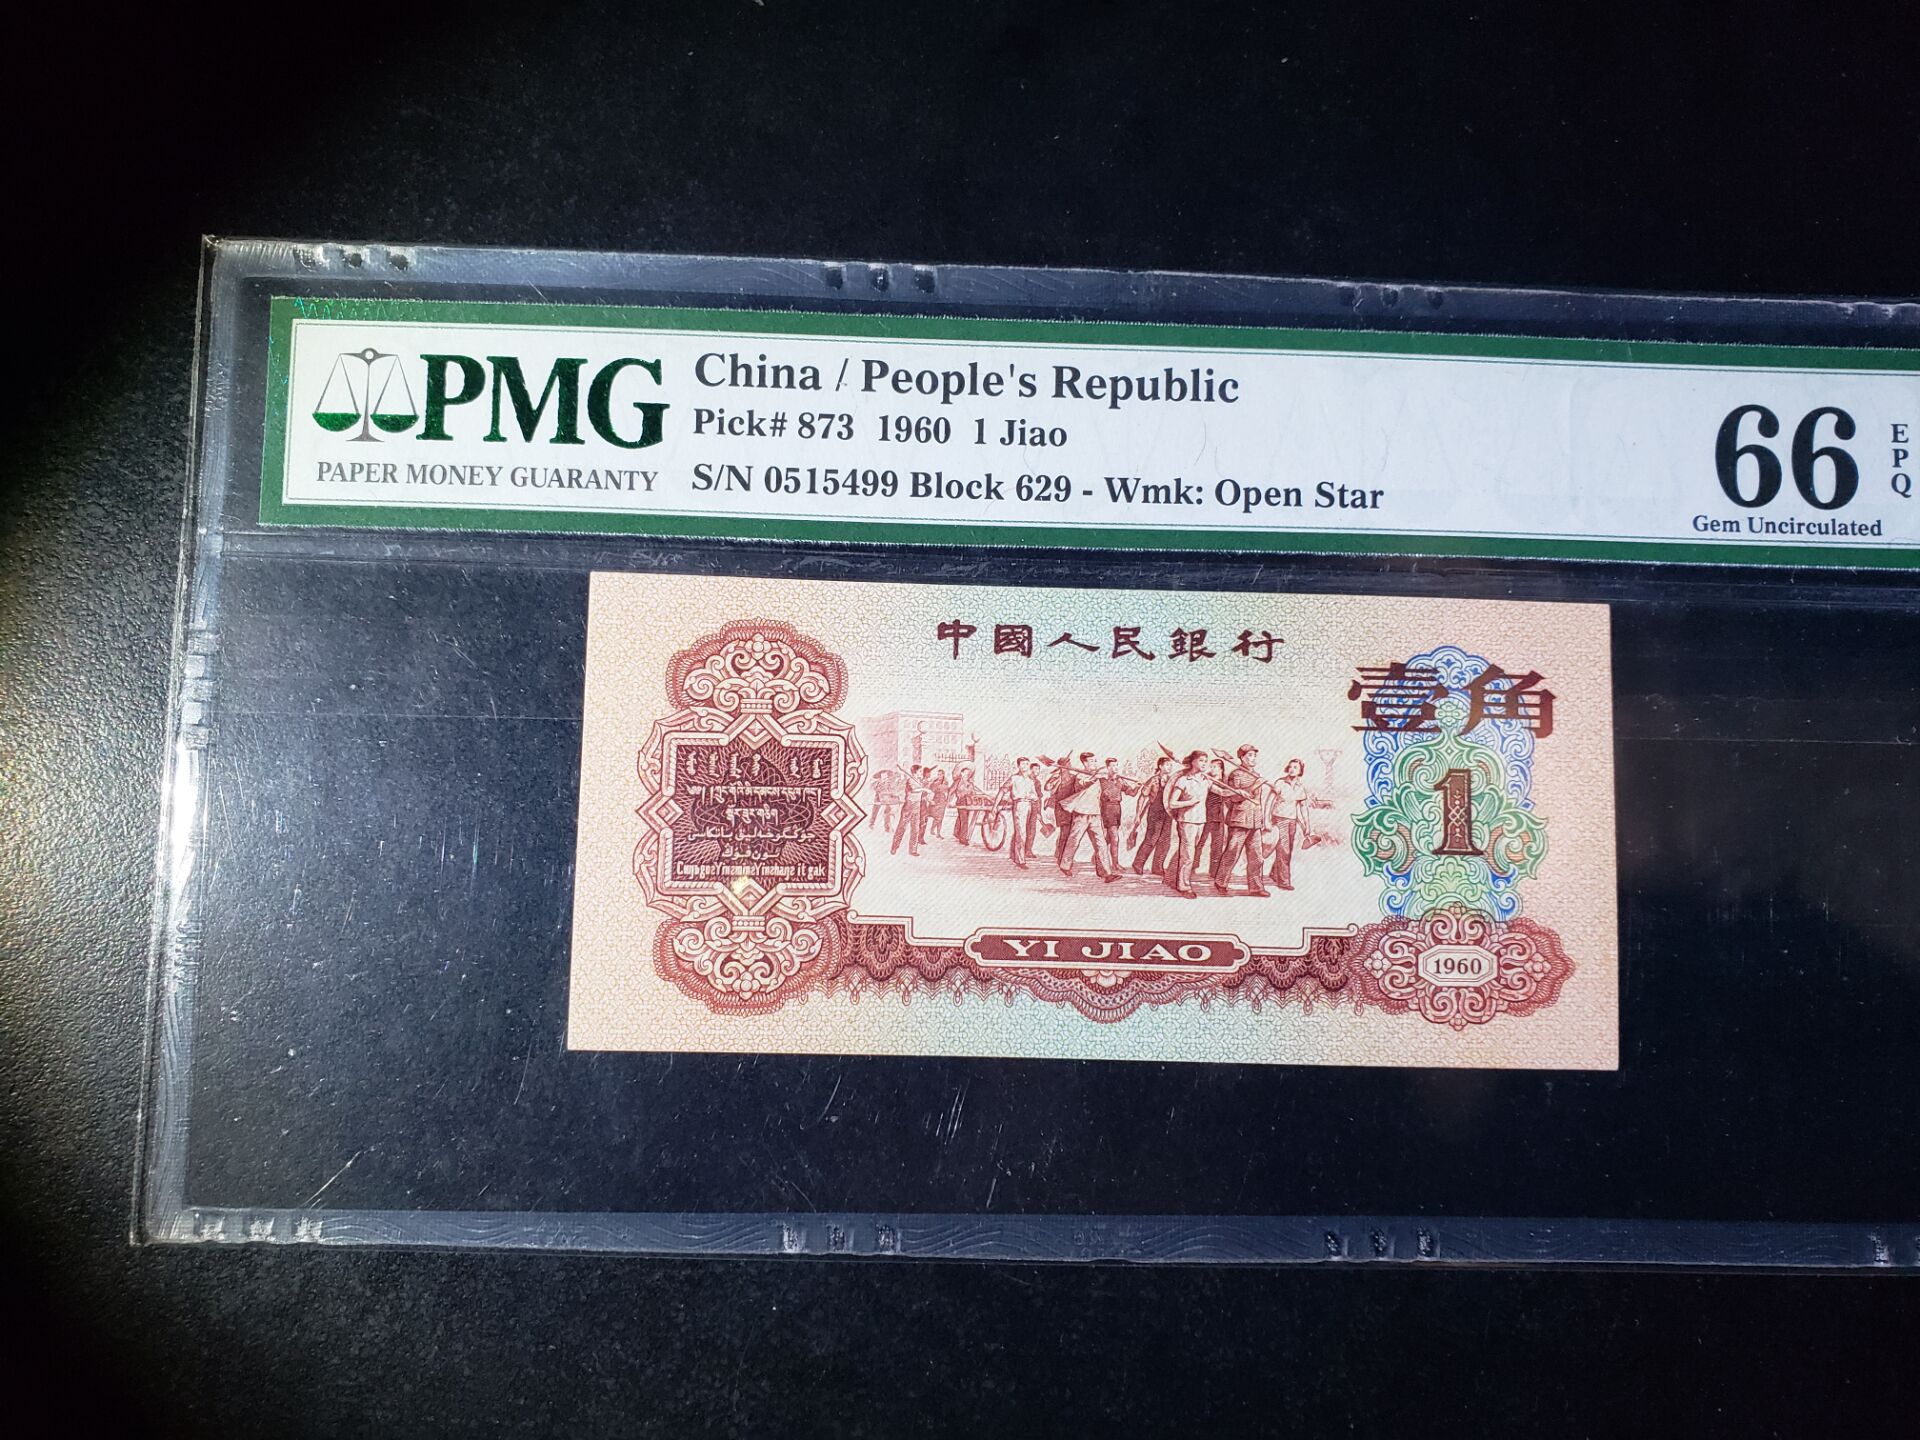 PMG
PAPER MONEY GUARANTY
China / People's Republic
Pick# 873 1960 1 Jiao
S/N 0515499 Block 629 - Wmk: Open Star
66
EPQ
Gem Uncirculated
中國人民銀行
壹角
1
YI JIAO
1960